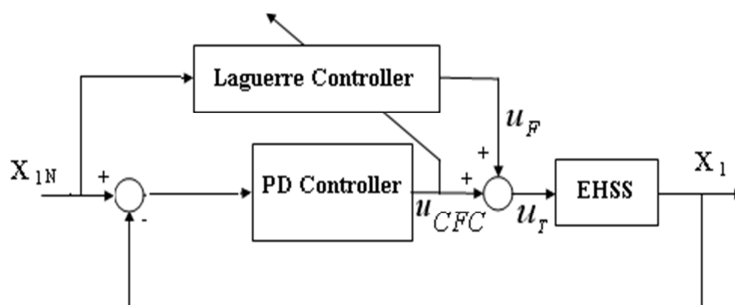 Laguerre Controller
u_F
X_1N
+
+
PD Controller
+
EHSS
X_1
-
u_CFC
u_T